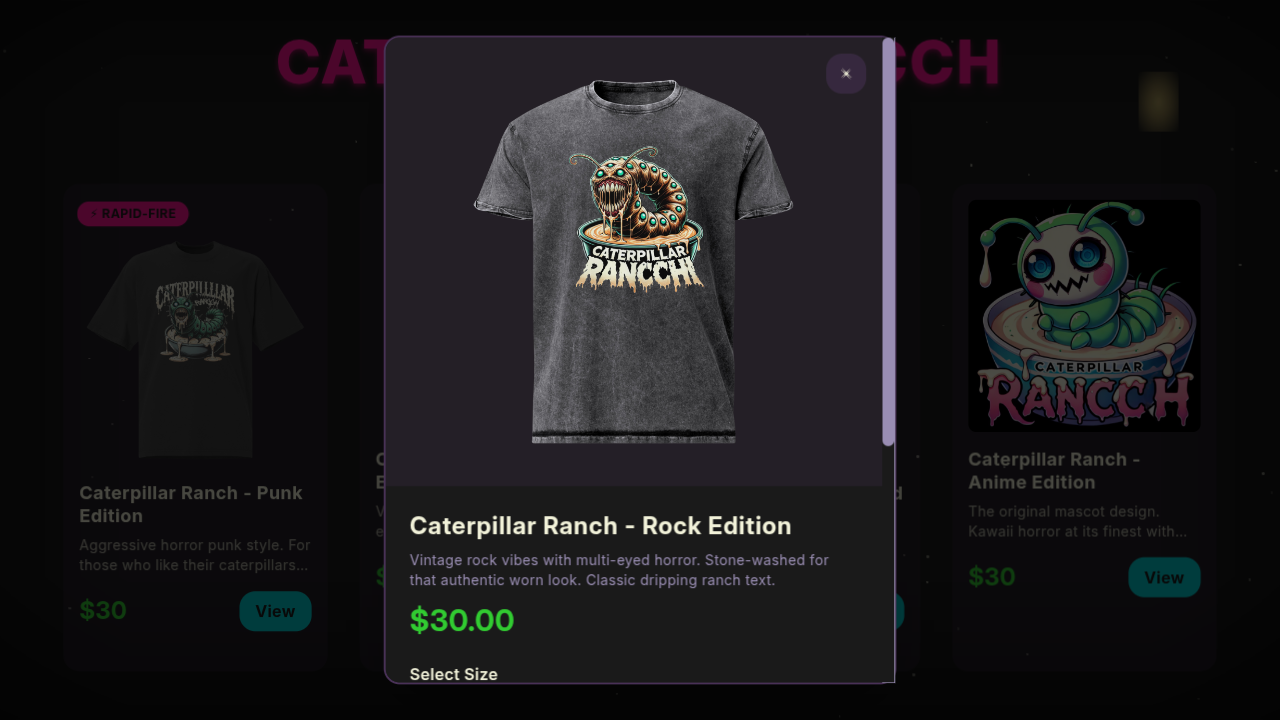 CAT
CCH
×
⚡ RAPID-FIRE
CATERPILLLAR
CATERPILLAR
RANCCH
CATERPILLAR
RANCCH
Caterpillar Ranch - Punk
Edition
Aggressive horror punk style. For
those who like their caterpillars...
$30
View
Caterpillar Ranch - Rock Edition
Vintage rock vibes with multi-eyed horror. Stone-washed for
that authentic worn look. Classic dripping ranch text.
$30.00
Select Size
Caterpillar Ranch -
Anime Edition
The original mascot design.
Kawaii horror at its finest with...
$30
View